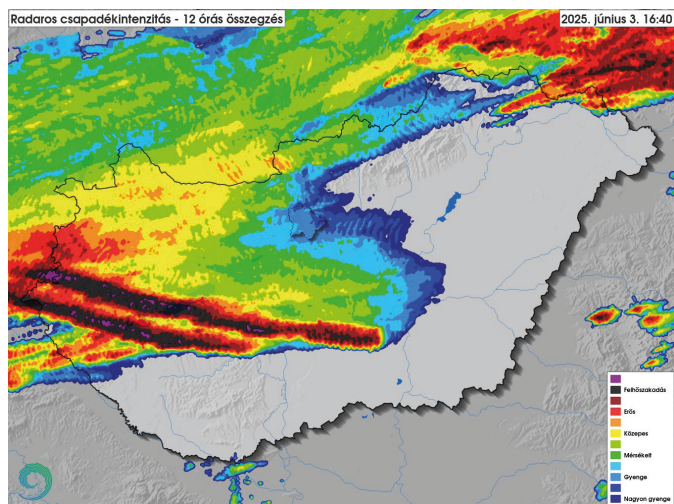 Radaros csapadékintenzitás - 12 órás összegzés
2025. június 3. 16:40
Felhőszakadás
Erős
Közepes
Mérsékelt
Gyenge
Nagyon gyenge